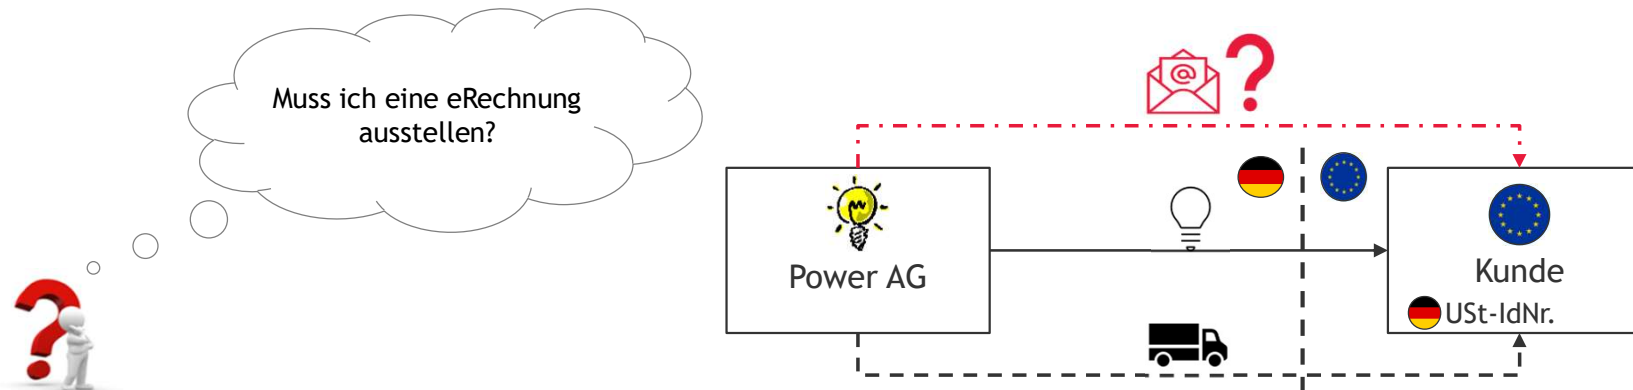 Muss ich eine eRechnung
ausstellen?
Power AG
Kunde
USt-IdNr.